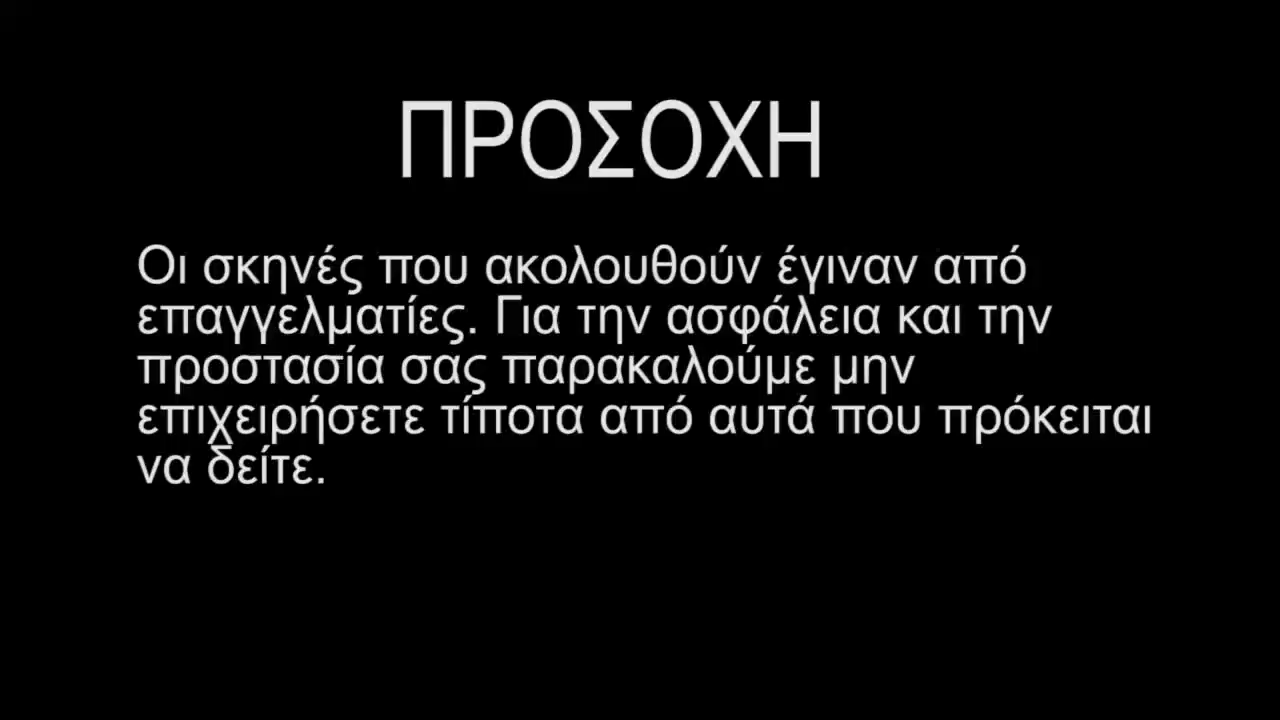 ΠΡΟΣΟΧΗ
Οι σκηνές που ακολουθούν έγιναν από
επαγγελματίες. Για την ασφάλεια και την
προστασία σας παρακαλούμε μην
επιχειρήσετε τίποτα από αυτά που πρόκειται
να δείτε.